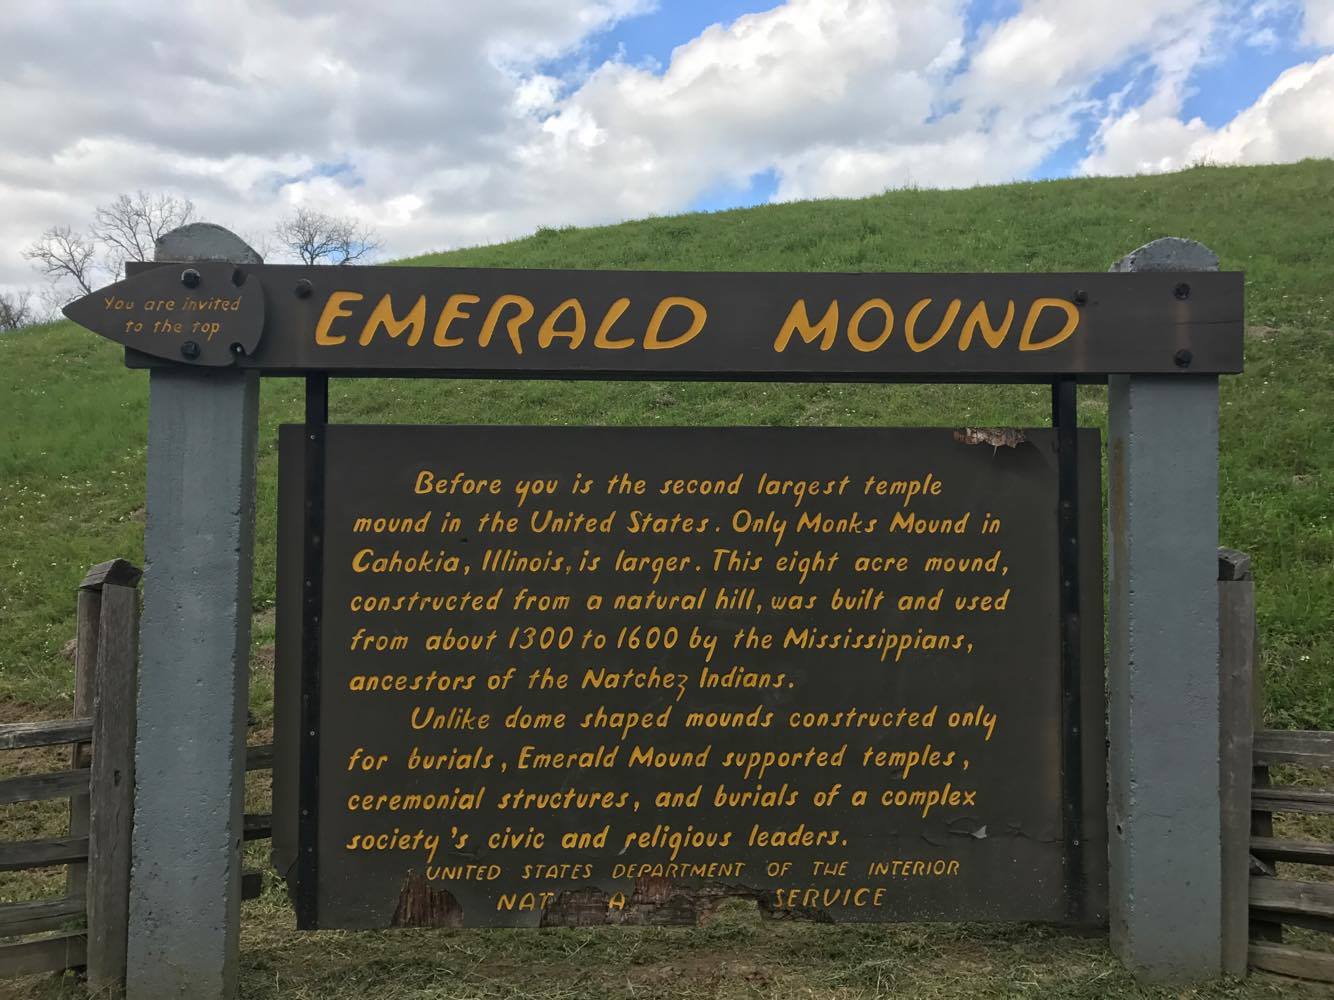 You are invited
to the top
EMERALD MOUND
Before you is the second largest temple
mound in the United States. Only Monks Mound in
Cahokia, Illinois, is larger. This eight acre mound,
constructed from a natural hill, was built and used
from about 1300 to 1600 by the Mississippians,
ancestors of the Natchez Indians.
Unlike dome shaped mounds constructed only
for burials, Emerald Mound supported temples,
ceremonial structures, and burials of a complex
society's civic and religious leaders.
UNITED STATES DEPARTMENT OF THE INTERIOR
SERVICE